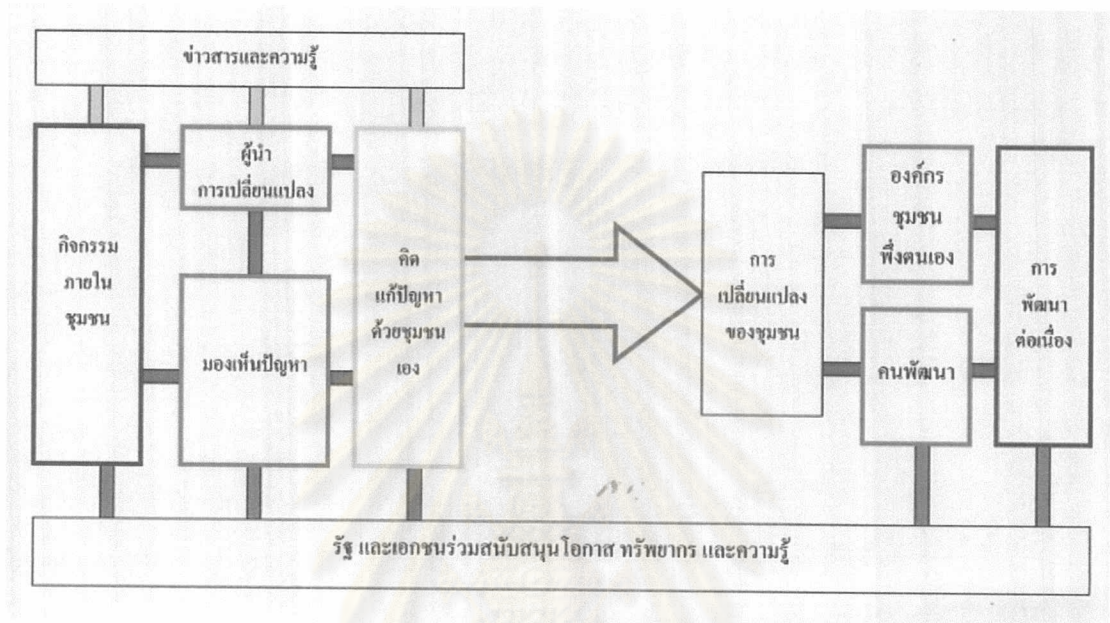 ข่าวสารและความรู้
กิจกรรม
ภายใน
ชุมชน
ผู้นำ
การเปลี่ยนแปลง
มองเห็นปัญหา
คิด
แก้ปัญหา
ด้วยชุมชน
เอง
การ
เปลี่ยนแปลง
ของชุมชน
องค์กร
ชุมชน
พึ่งตนเอง
คนพัฒนา
การ
พัฒนา
ต่อเนื่อง
รัฐ และเอกชนร่วมสนับสนุนโอกาส ทรัพยากร และความรู้